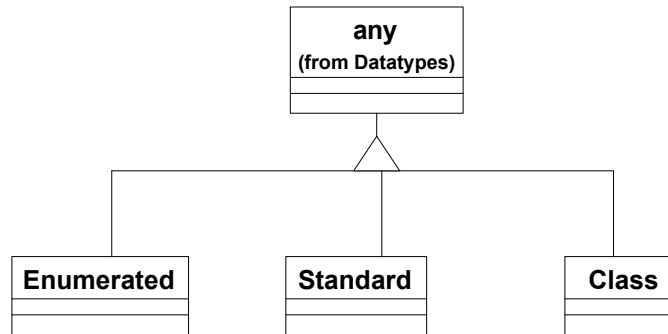 any
(from Datatypes)
Enumerated
Standard
Class